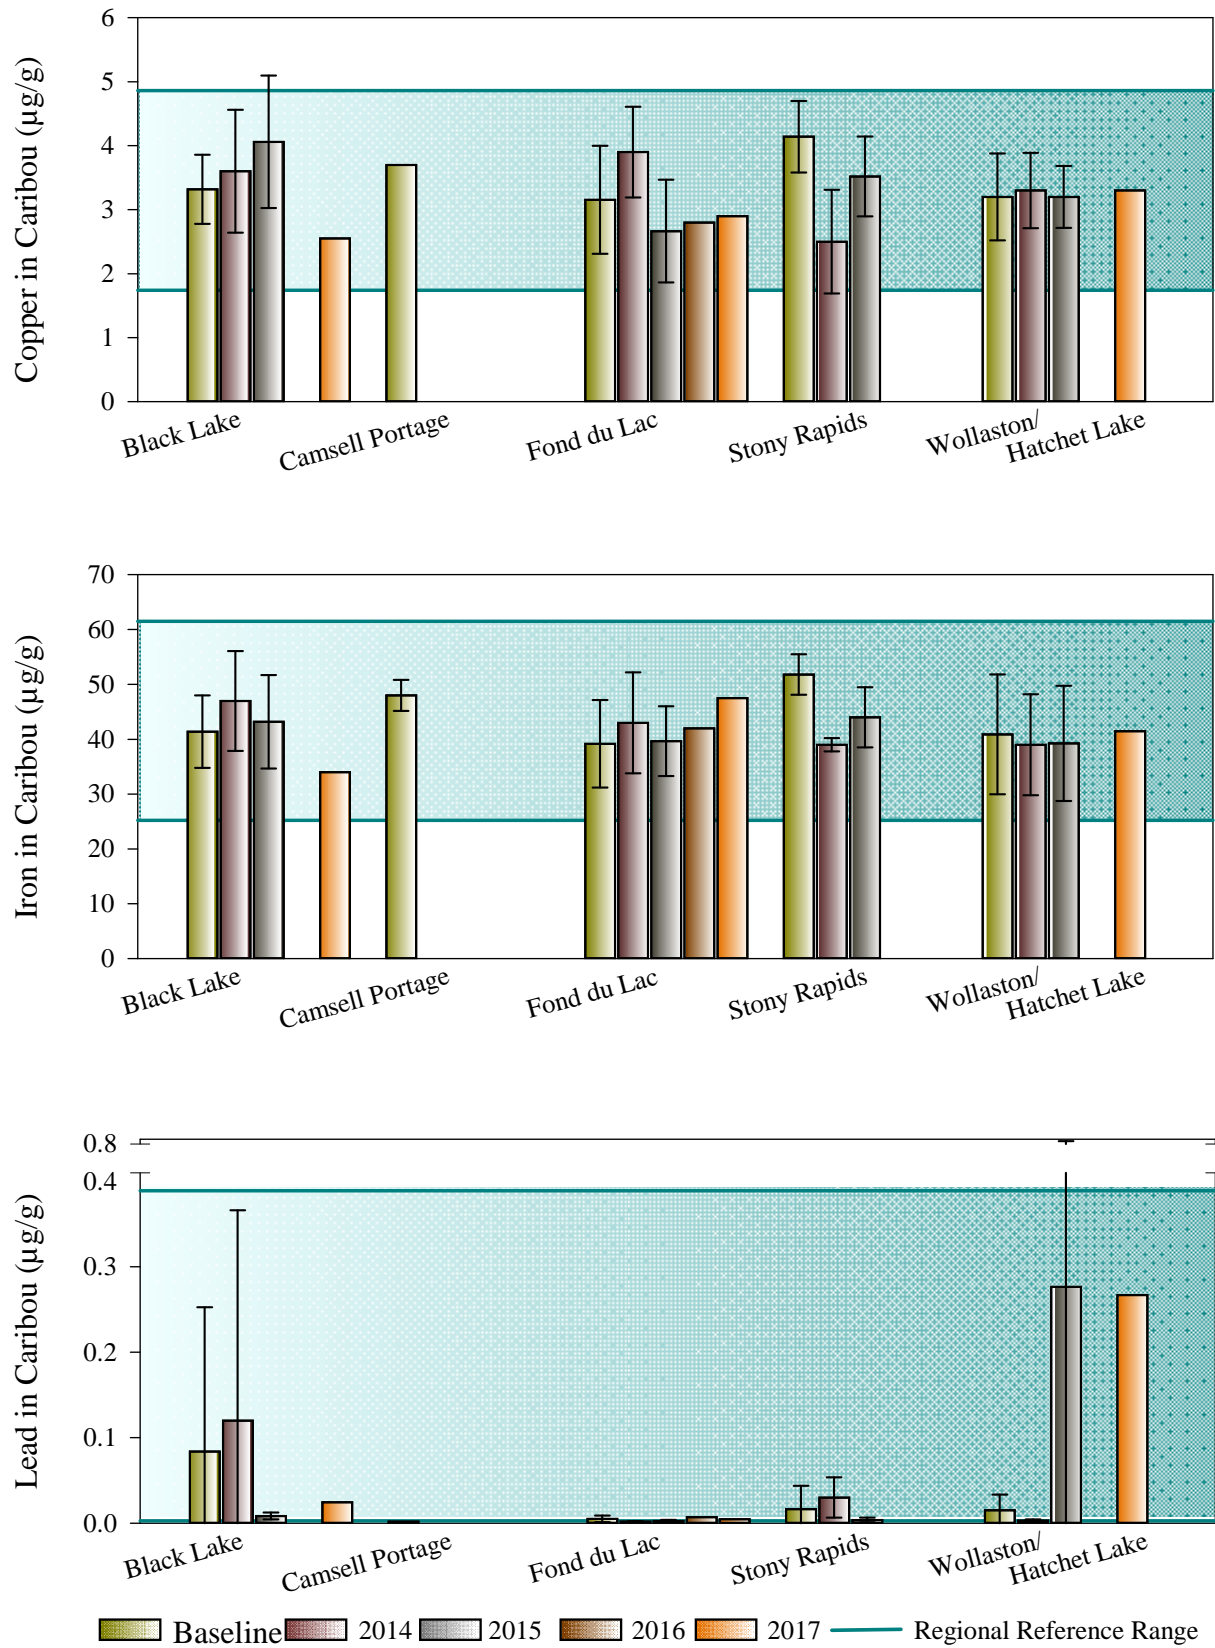 6
5
4
3
2
1
0
Copper in Caribou (µg/g)
Black Lake
Camsell Portage
Fond du Lac
Stony Rapids
Wollaston/
Hatchet Lake
70
60
50
40
30
20
10
0
Iron in Caribou (µg/g)
Black Lake
Camsell Portage
Fond du Lac
Stony Rapids
Wollaston/
Hatchet Lake
0.8
0.4
0.3
0.2
0.1
0.0
Lead in Caribou (µg/g)
Black Lake
Camsell Portage
Fond du Lac
Stony Rapids
Wollaston/
Hatchet Lake
Baseline 2014 2015 2016 2017 Regional Reference Range